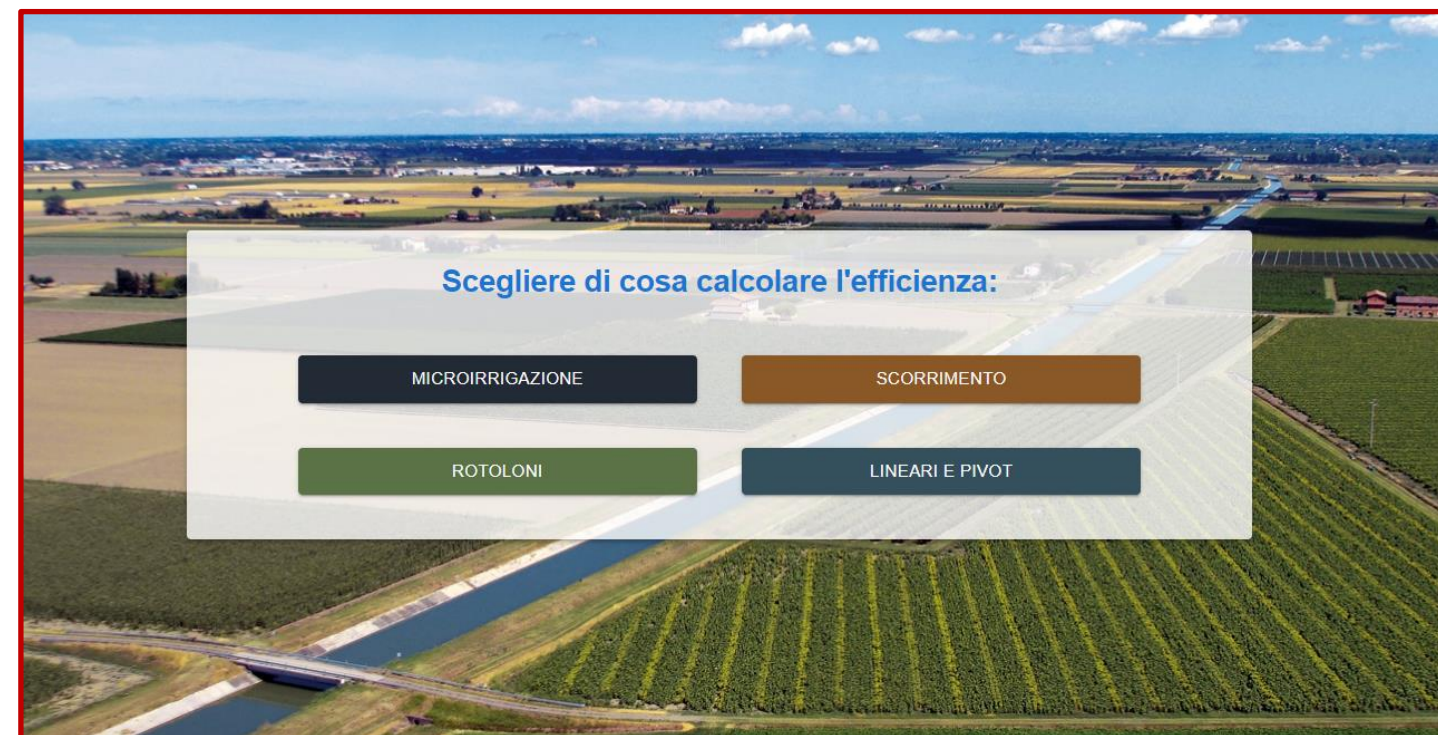 Scegliere di cosa calcolare l'efficienza:
MICROIRRIGAZIONE
SCORRIMENTO
ROTOLONI
LINEARI E PIVOT